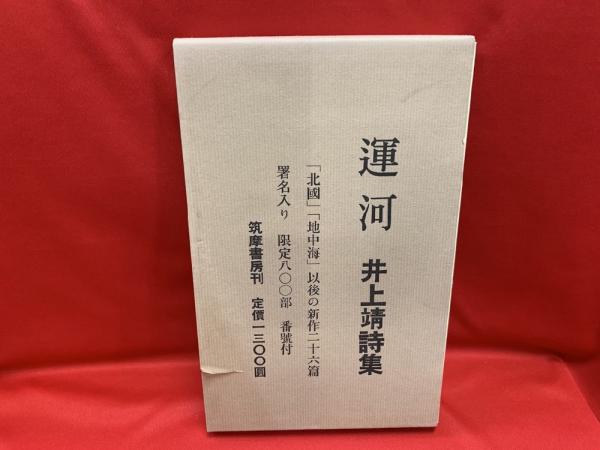 運河 井上靖詩集
「北國」「地中海」以後の新作二十六篇
署名入り 限定八〇〇部 番號付
筑摩書房刊 定價一三〇〇圓